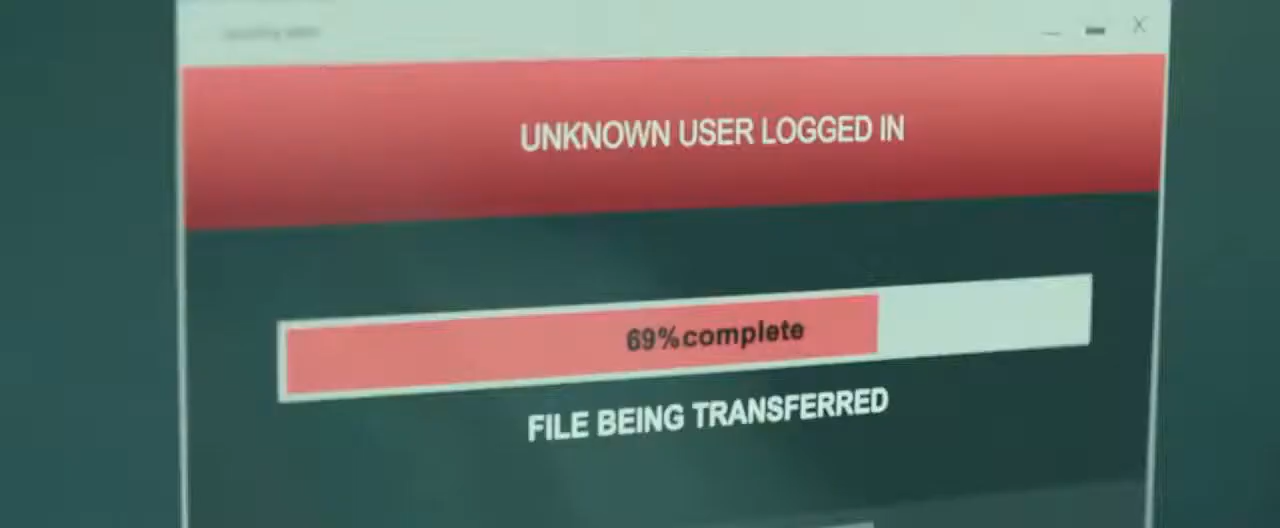 UNKNOWN USER LOGGED IN
69%complete
FILE BEING TRANSFERRED